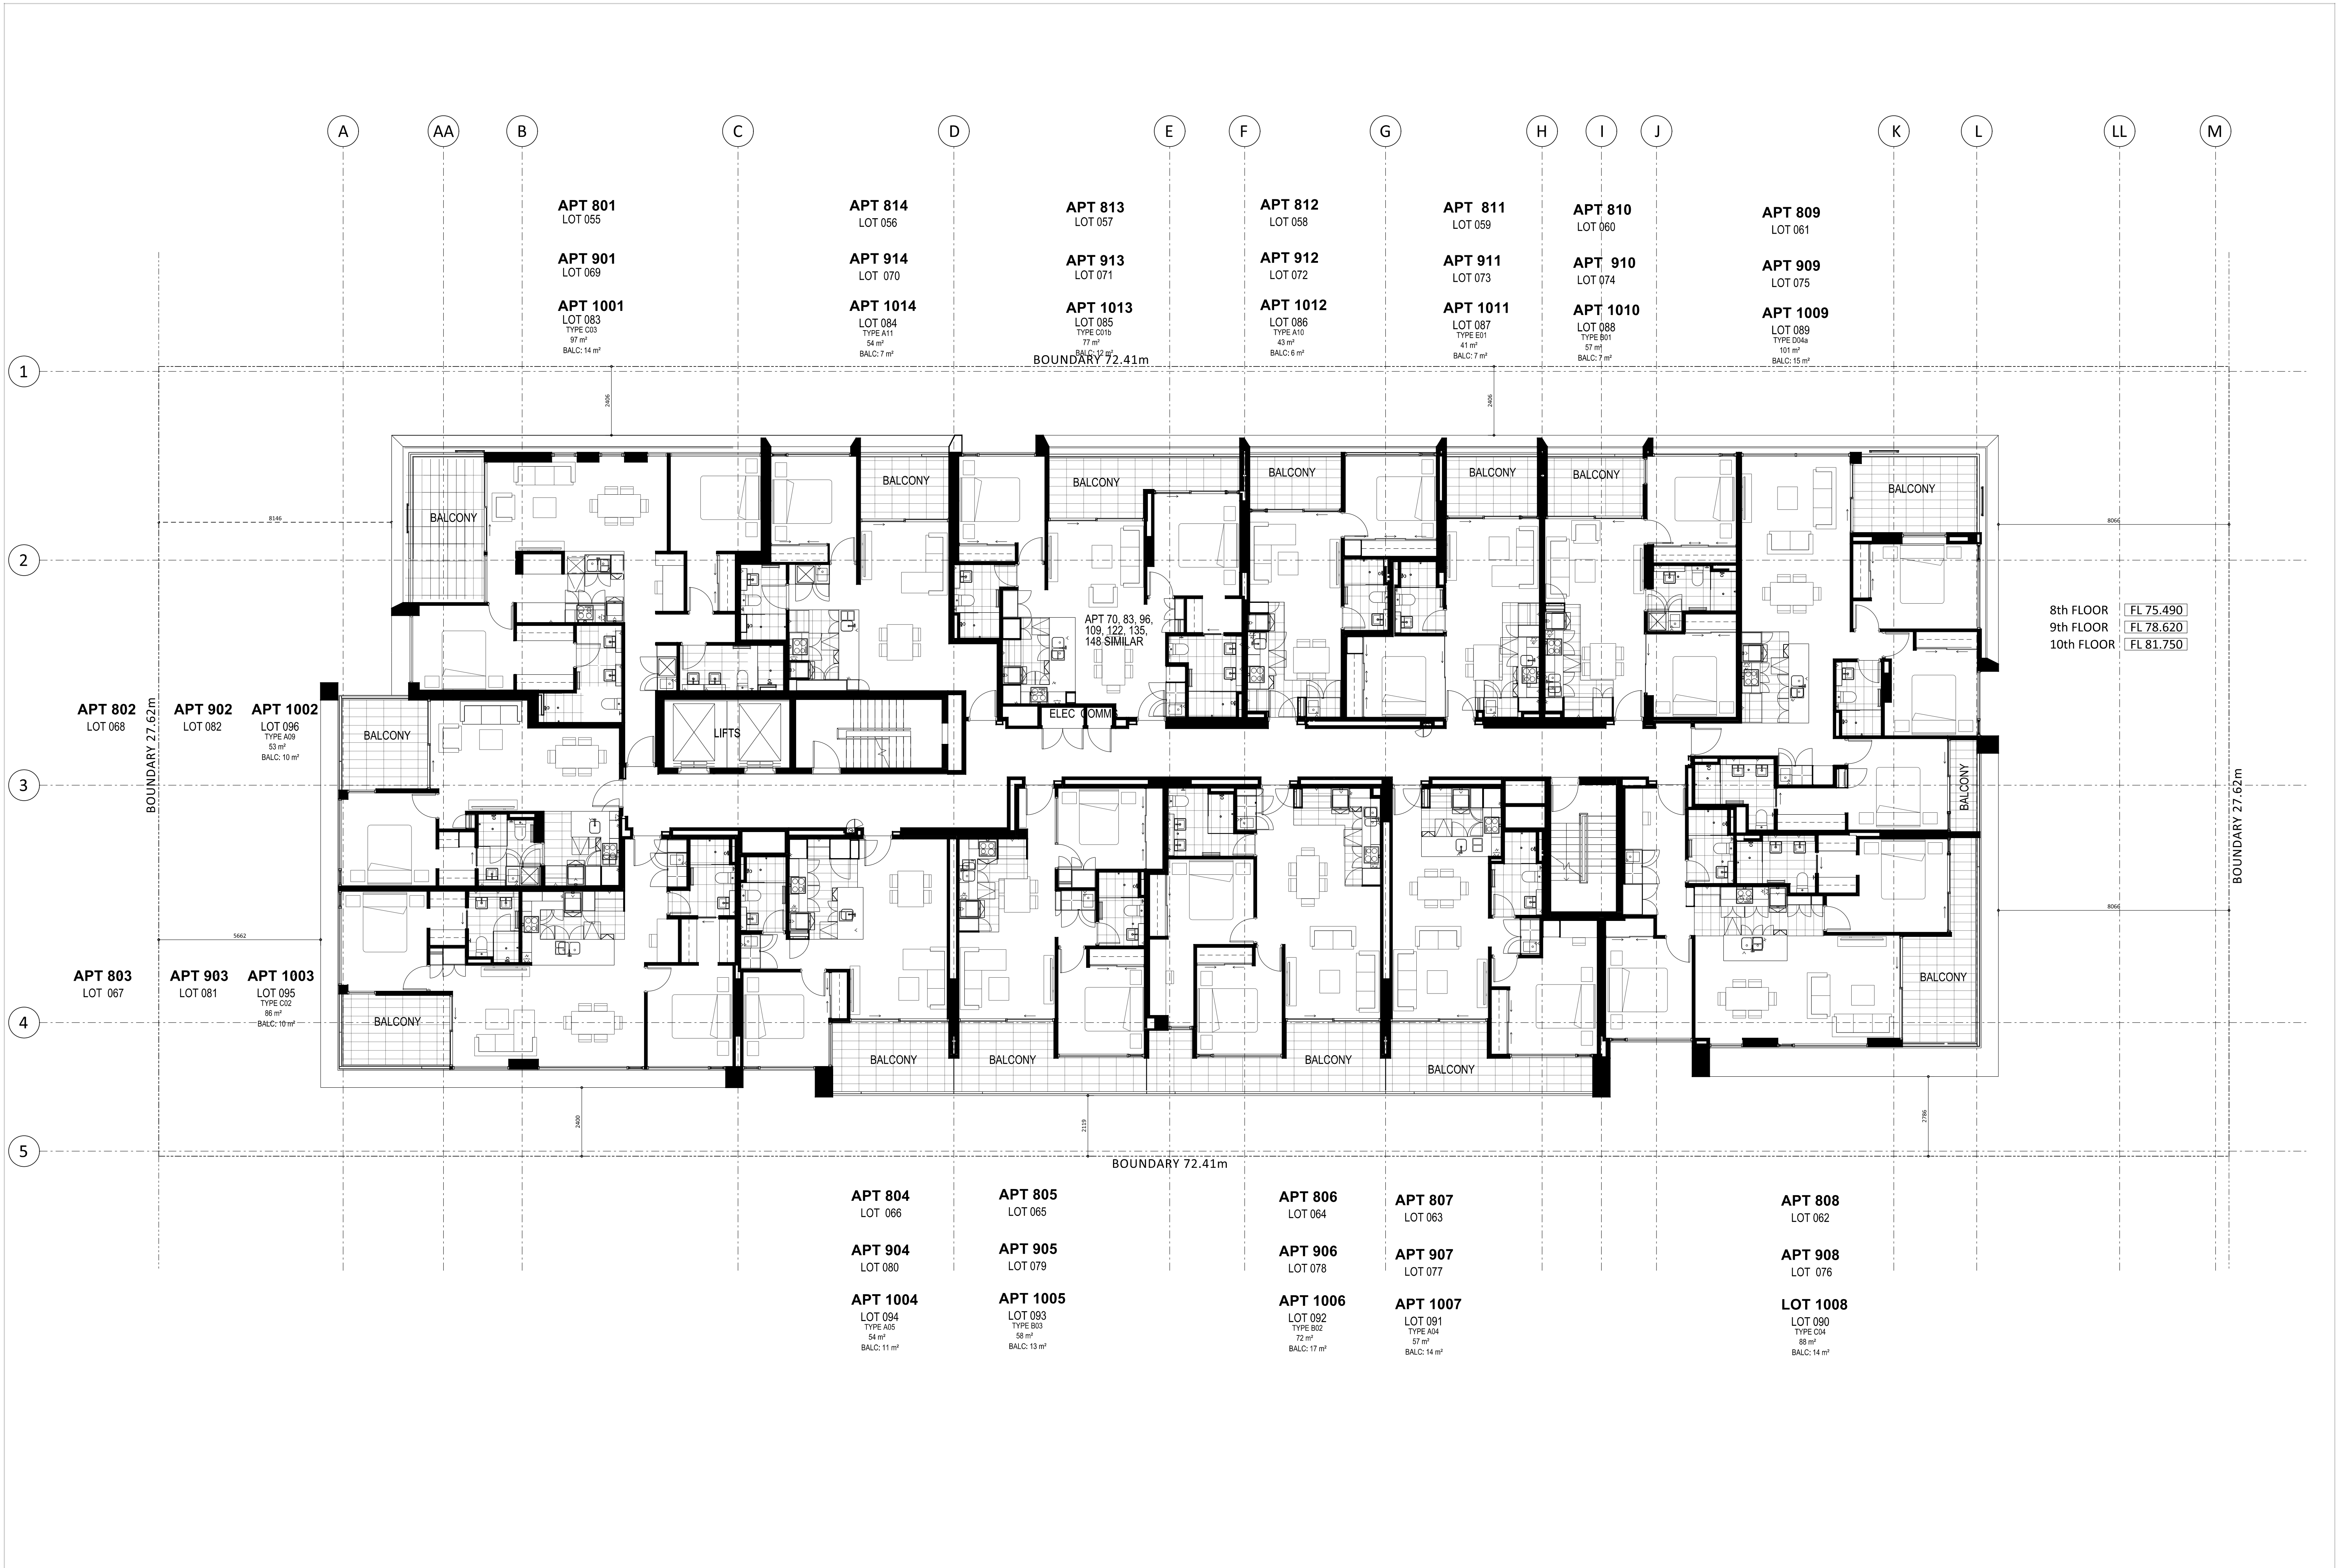 A
AA
B
C
D
E
F
G
H
I
J
K
L
LL
M
APT 801
LOT 055
APT 901
LOT 069
APT 1001
LOT 083
TYPE C03
97 m²
BALC: 14 m²
APT 814
LOT 056
APT 914
LOT 070
APT 1014
LOT 084
TYPE A11
54 m²
BALC: 7 m²
APT 813
LOT 057
APT 913
LOT 071
APT 1013
LOT 085
TYPE C01b
77 m²
BALC: 12 m²
APT 812
LOT 058
APT 912
LOT 072
APT 1012
LOT 086
TYPE A10
43 m²
BALC: 6 m²
APT 811
LOT 059
APT 911
LOT 073
APT 1011
LOT 087
TYPE E01
41 m²
BALC: 7 m²
APT 810
LOT 060
APT 910
LOT 074
APT 1010
LOT 088
TYPE B01
57 m²
BALC: 7 m²
APT 809
LOT 061
APT 909
LOT 075
APT 1009
LOT 089
TYPE D04a
101 m²
BALC: 15 m²
BOUNDARY 72.41m
1
2406
2406
BALCONY
BALCONY
BALCONY
BALCONY
BALCONY
BALCONY
BALCONY
8146
8066
2
APT 70, 83, 96,
109, 122, 135,
148 SIMILAR
8th FLOOR FL 75.490
9th FLOOR FL 78.620
10th FLOOR FL 81.750
APT 802
LOT 068
APT 902
LOT 082
APT 1002
LOT 096
TYPE A09
53 m²
BALC: 10 m²
BOUNDARY 27.62m
BALCONY
LIFTS
ELEC COMMS
3
BALCONY
BOUNDARY 27.62m
5662
8066
APT 803
LOT 067
APT 903
LOT 081
APT 1003
LOT 095
TYPE C02
86 m²
BALC: 10 m²
BALCONY
BALCONY
4
BALCONY
BALCONY
BALCONY
BALCONY
2400
2119
2786
5
BOUNDARY 72.41m
APT 804
LOT 066
APT 904
LOT 080
APT 1004
LOT 094
TYPE A05
54 m²
BALC: 11 m²
APT 805
LOT 065
APT 905
LOT 079
APT 1005
LOT 093
TYPE B03
58 m²
BALC: 13 m²
APT 806
LOT 064
APT 906
LOT 078
APT 1006
LOT 092
TYPE B02
72 m²
BALC: 17 m²
APT 807
LOT 063
APT 907
LOT 077
APT 1007
LOT 091
TYPE A04
57 m²
BALC: 14 m²
APT 808
LOT 062
APT 908
LOT 076
LOT 1008
LOT 090
TYPE C04
88 m²
BALC: 14 m²